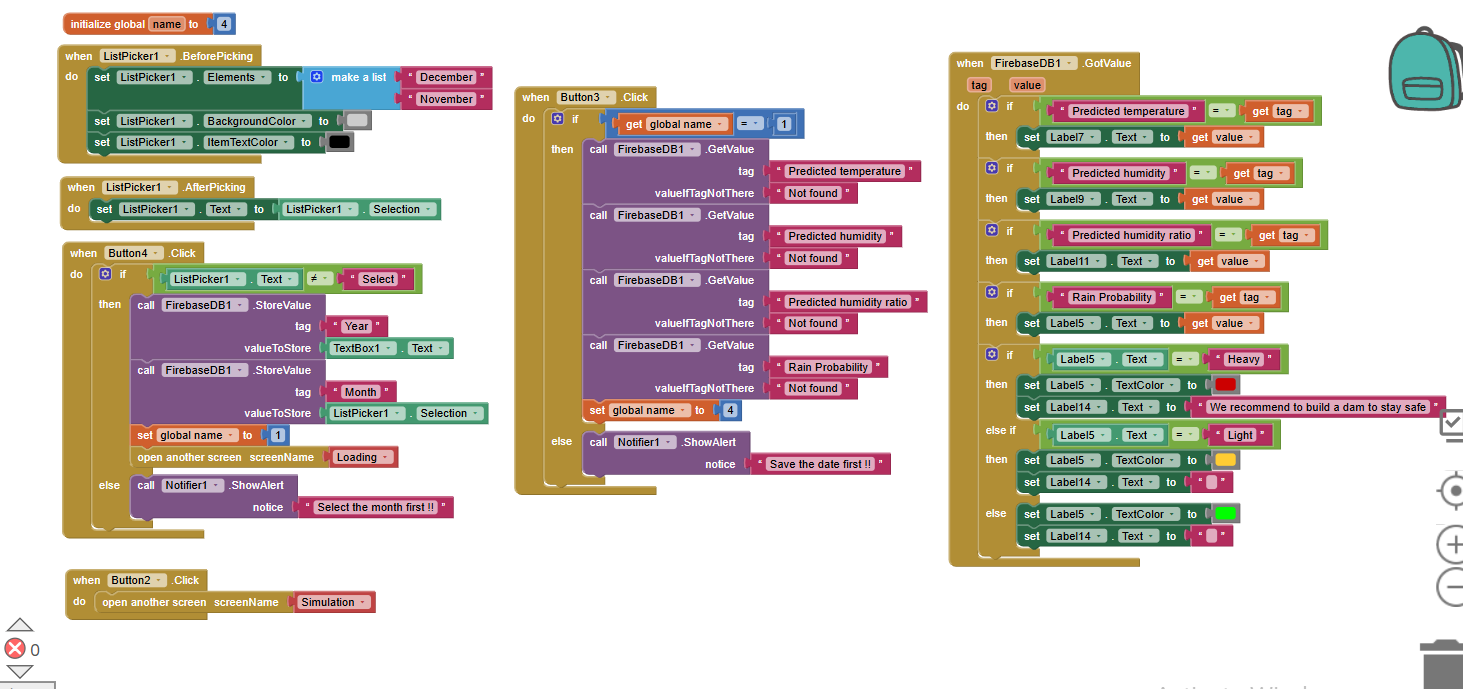 initialize global name to 4
when ListPicker1 .BeforePicking
do set ListPicker1 . Elements to make a list " December "
" November "
set ListPicker1 . BackgroundColor to
set ListPicker1 . ItemTextColor to
when ListPicker1 .AfterPicking
do set ListPicker1 . Text to ListPicker1 . Selection
when Button4 .Click
do if ListPicker1 . Text ≠ " Select "
then call FirebaseDB1 .StoreValue
tag " Year "
valueToStore TextBox1 . Text
call FirebaseDB1 .StoreValue
tag " Month "
valueToStore ListPicker1 . Selection
set global name to 1
open another screen screenName Loading
else call Notifier1 .ShowAlert
notice " Select the month first !! "
when Button2 .Click
do open another screen screenName Simulation
0
when Button3 .Click
do if get global name = 1
then call FirebaseDB1 .GetValue
tag " Predicted temperature "
valueIfTagNotThere " Not found "
call FirebaseDB1 .GetValue
tag " Predicted humidity "
valueIfTagNotThere " Not found "
call FirebaseDB1 .GetValue
tag " Predicted humidity ratio "
valueIfTagNotThere " Not found "
call FirebaseDB1 .GetValue
tag " Rain Probability "
valueIfTagNotThere " Not found "
set global name to 4
else call Notifier1 .ShowAlert
notice " Save the date first !! "
when FirebaseDB1 .GotValue
tag value
do if " Predicted temperature " = get tag
then set Label7 . Text to get value
if " Predicted humidity " = get tag
then set Label9 . Text to get value
if " Predicted humidity ratio " = get tag
then set Label11 . Text to get value
if " Rain Probability " = get tag
then set Label5 . Text to get value
if Label5 . Text = " Heavy "
then set Label5 . TextColor to
set Label14 . Text to " We recommend to build a dam to stay safe "
else if Label5 . Text = " Light "
then set Label5 . TextColor to
set Label14 . Text to " "
else set Label5 . TextColor to
set Label14 . Text to " "